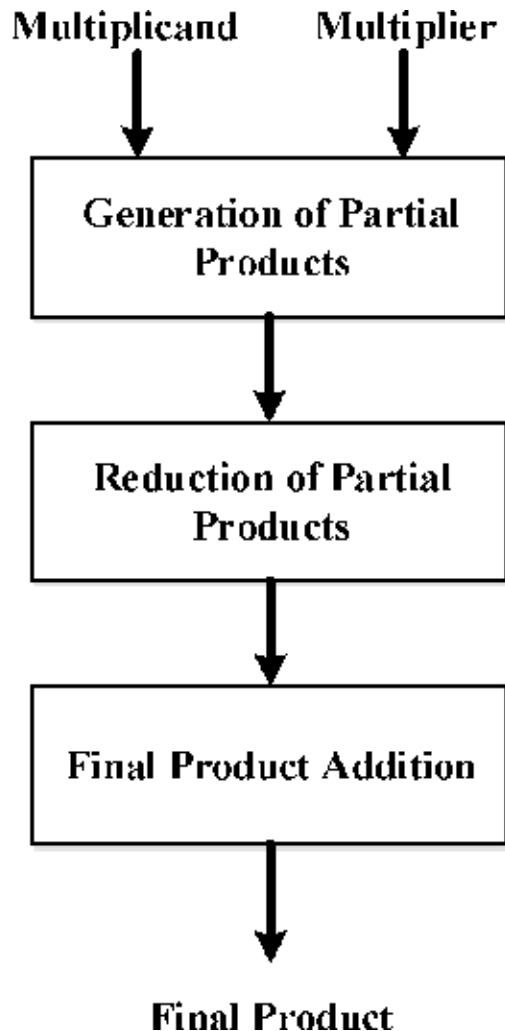 Multiplicand Multiplier
Generation of Partial
Products
Reduction of Partial
Products
Final Product Addition
Final Product